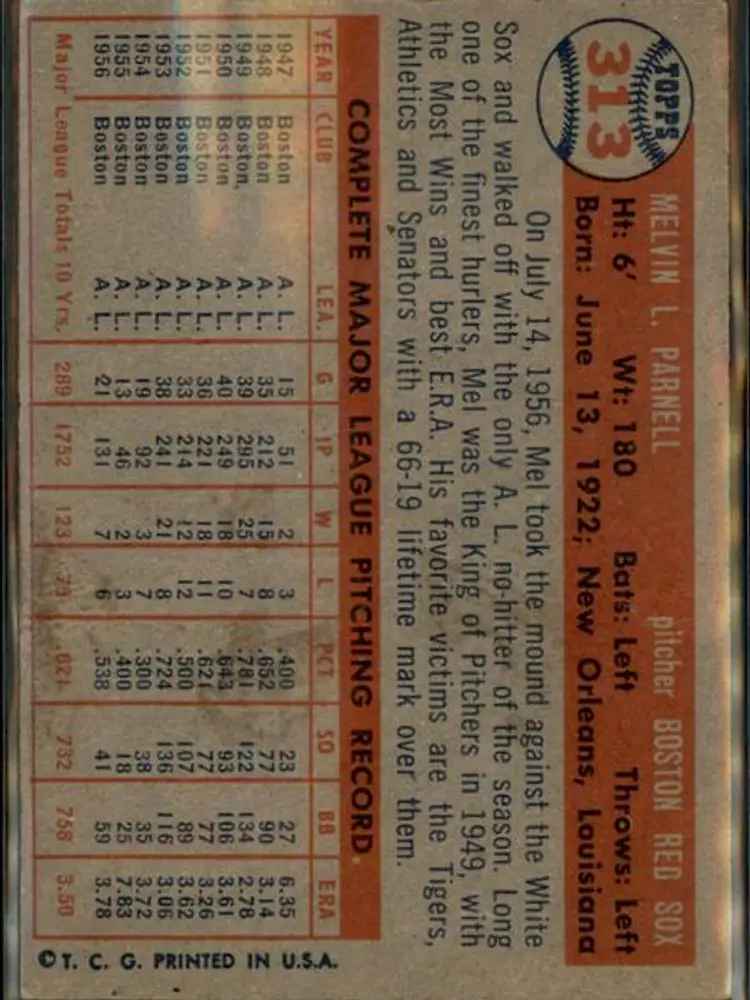 TOPPS
313
MELVIN L. PARNELL pitcher BOSTON RED SOX
Ht: 6' Wt: 180 Bats: Left Throws: Left
Born: June 13, 1922; New Orleans, Louisiana
On July 14, 1956, Mel took the mound against the White
Sox and walked off with the only A. L. no-hitter of the season. Long
one of the finest hurlers, Mel was the King of Pitchers in 1949, with
the Most Wins and best E.R.A. His favorite victims are the Tigers,
Athletics and Senators with a 66-19 lifetime mark over them.
COMPLETE MAJOR LEAGUE PITCHING RECORD
YEAR CLUB LEA. G IP W L PCT SO BB ERA
1947 Boston A. L. 15 51 2 3 .400 23 27 6.35
1948 Boston A. L. 35 212 15 8 .652 77 90 3.14
1949 Boston. A. L. 39 295 25 7 .781 122 134 2.78
1950 Boston A. L. 40 249 18 10 .643 93 106 3.61
1951 Boston A. L. 36 221 18 11 .621 77 77 3.26
1952 Boston A. L. 33 214 12 12 .500 107 89 3.62
1953 Boston A. L. 38 241 21 8 .724 136 116 3.06
1954 Boston A. L. 19 92 3 7 .300 38 35 3.72
1955 Boston A. L. 13 46 2 3 .400 18 25 7.83
1956 Boston A. L. 21 131 7 6 .538 41 59 3.78
Major League Totals 10 Yrs. 289 1752 123 75 .621 732 758 3.50
© T. C. G. PRINTED IN U.S.A.